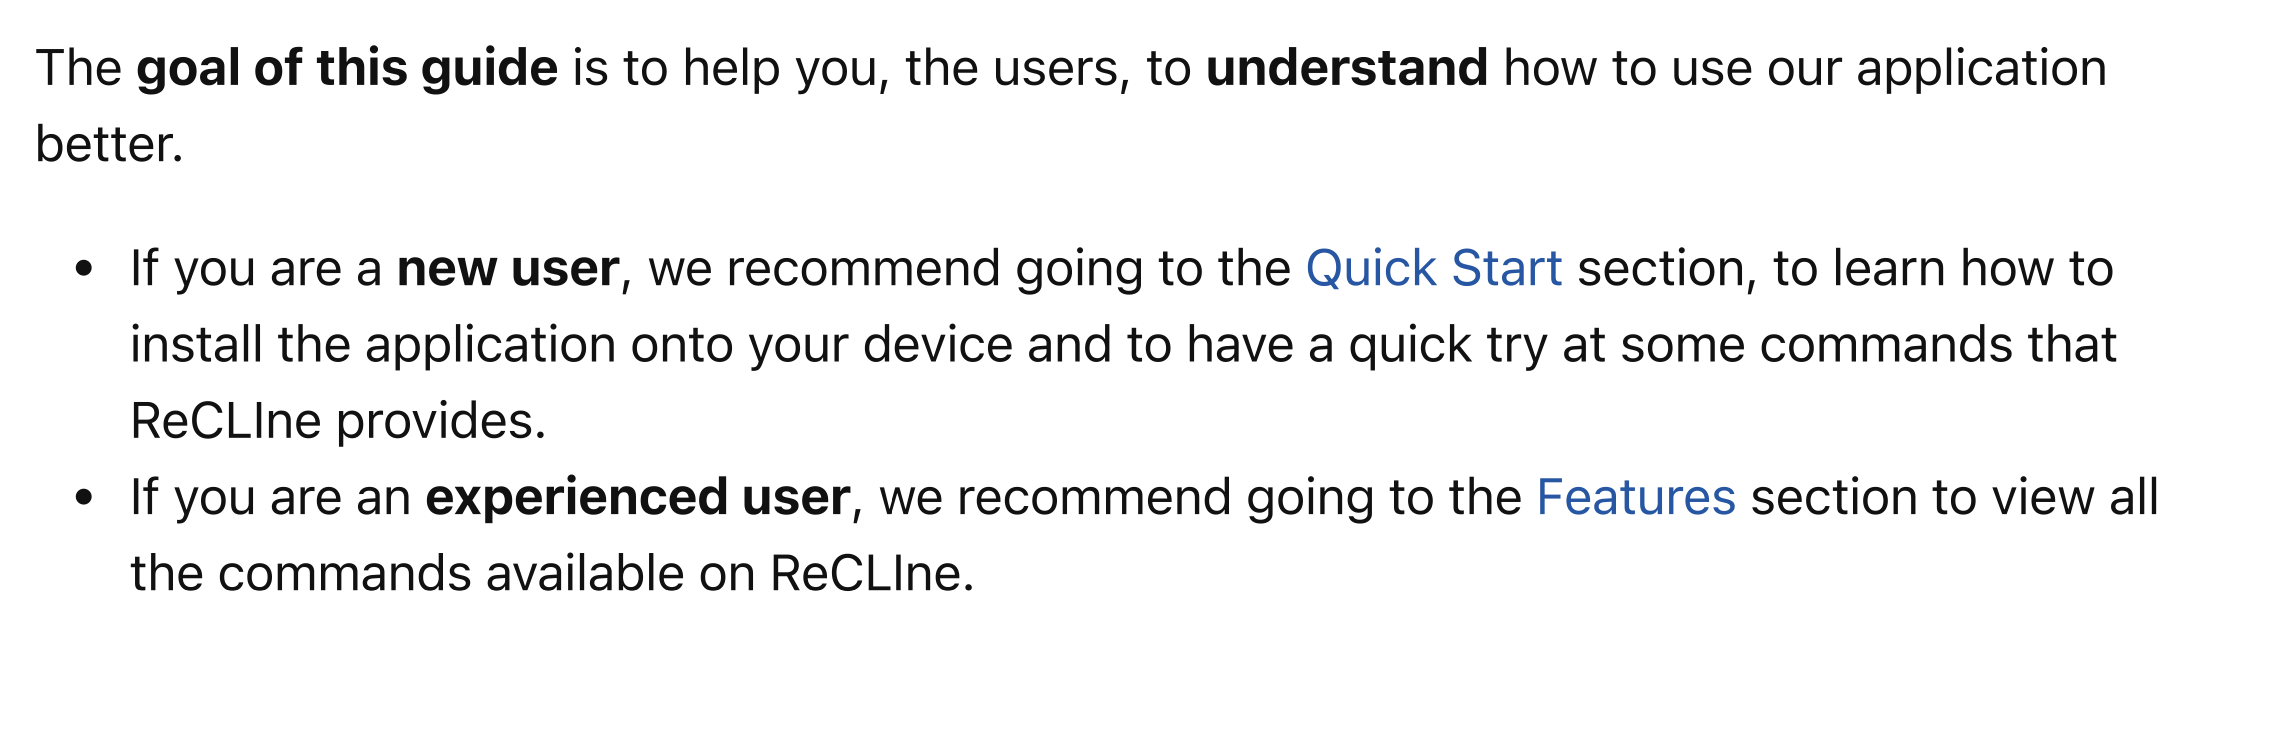 The goal of this guide is to help you, the users, to understand how to use our application
better.
• If you are a new user, we recommend going to the Quick Start section, to learn how to
install the application onto your device and to have a quick try at some commands that
ReCLIne provides.
• If you are an experienced user, we recommend going to the Features section to view all
the commands available on ReCLIne.